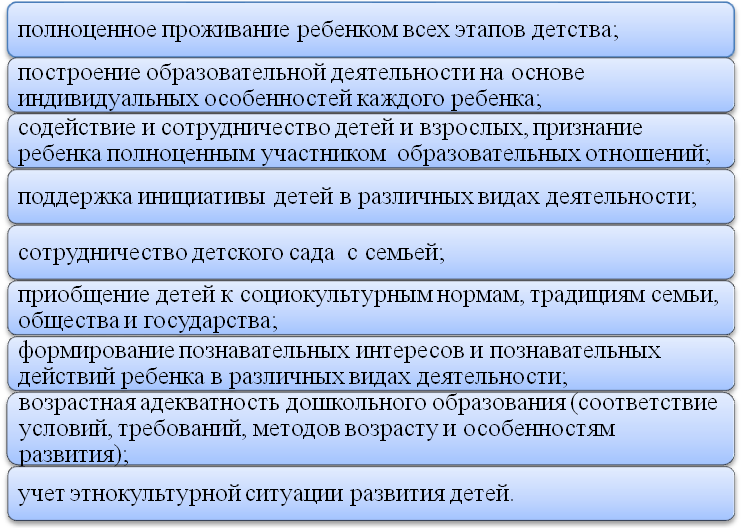 полноценное проживание ребенком всех этапов детства;
построение образовательной деятельности на основе
индивидуальных особенностей каждого ребенка;
содействие и сотрудничество детей и взрослых, признание
ребенка полноценным участником образовательных отношений;
поддержка инициативы детей в различных видах деятельности;
сотрудничество детского сада с семьей;
приобщение детей к социокультурным нормам, традициям семьи,
общества и государства;
формирование познавательных интересов и познавательных
действий ребенка в различных видах деятельности;
возрастная адекватность дошкольного образования (соответствие
условий, требований, методов возрасту и особенностям
развития);
учет этнокультурной ситуации развития детей.